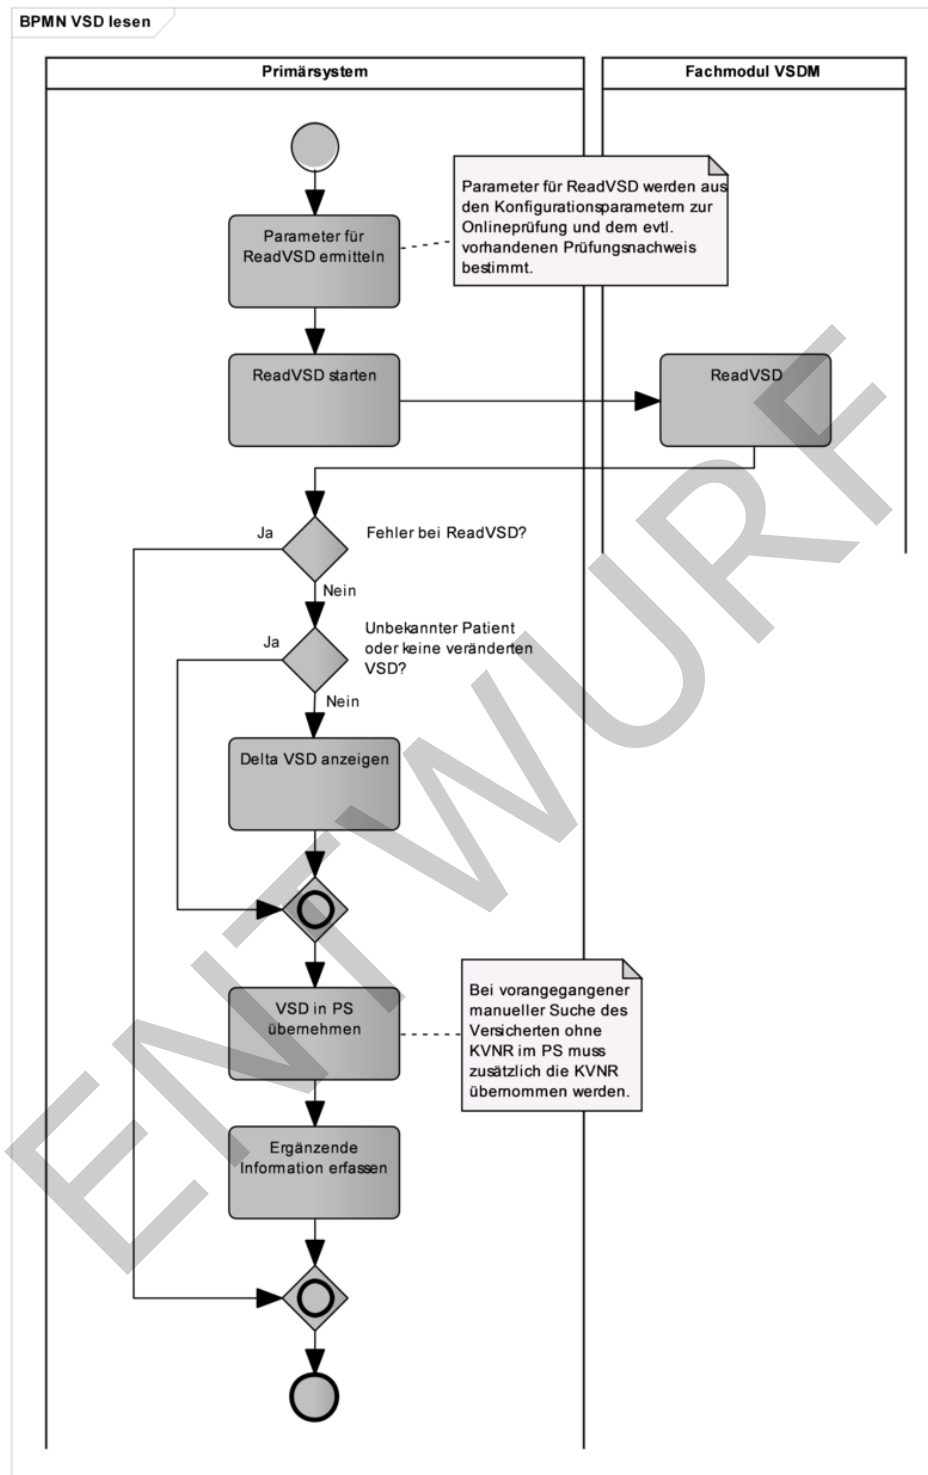 BPMN VSD lesen
Primärsystem
Fachmodul VSDM
Parameter für
ReadVSD ermitteln
Parameter für ReadVSD werden aus
den Konfigurationsparametern zur
Onlineprüfung und dem evtl.
vorhandenen Prüfungsnachweis
bestimmt.
ReadVSD starten
ReadVSD
Ja
Fehler bei ReadVSD?
Nein
Ja
Unbekannter Patient
oder keine veränderten
VSD?
Nein
Delta VSD anzeigen
VSD in PS
übernehmen
Bei vorangegangener
manueller Suche des
Versicherten ohne
KVNR im PS muss
zusätzlich die KVNR
übernommen werden.
Ergänzende
Information erfassen
ENTWURF